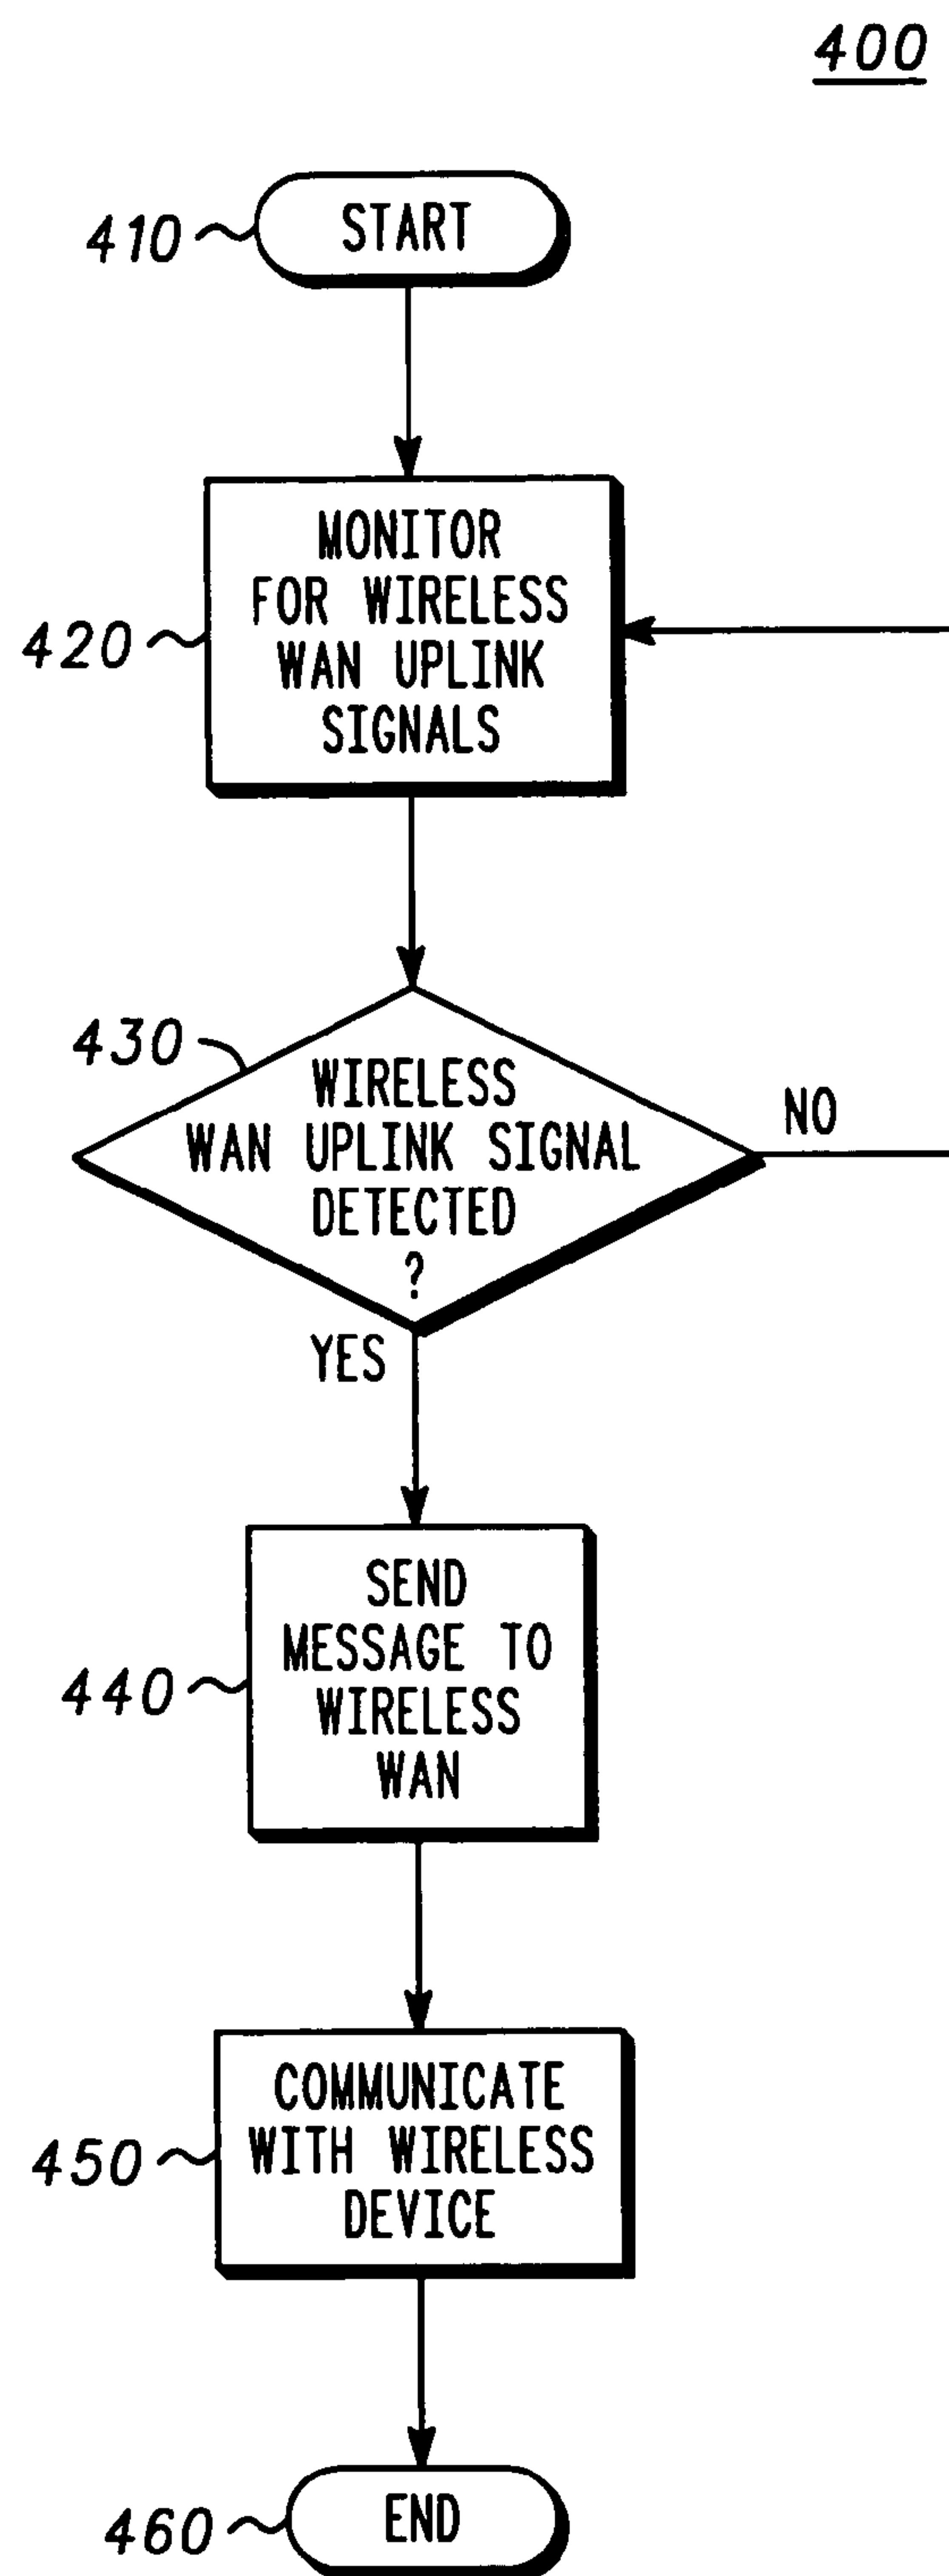 400
410
START
420
MONITOR
FOR WIRELESS
WAN UPLINK
SIGNALS
430
WIRELESS
WAN UPLINK SIGNAL
DETECTED
?
NO
YES
440
SEND
MESSAGE TO
WIRELESS
WAN
450
COMMUNICATE
WITH WIRELESS
DEVICE
460
END